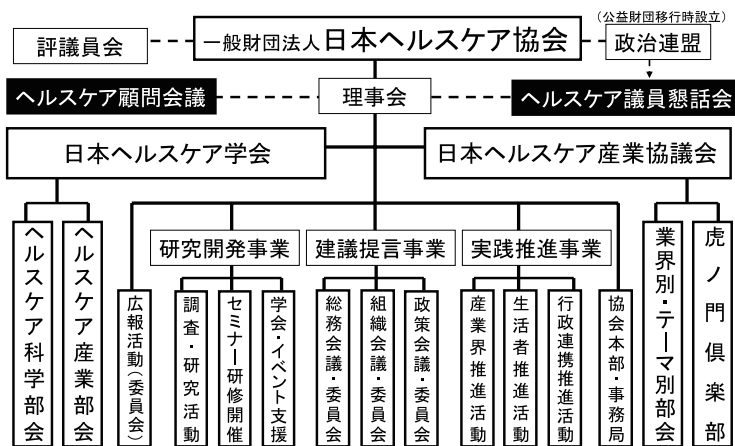 (公益財団移行時設立)
評議員会
一般財団法人日本ヘルスケア協会
政治連盟
ヘルスケア顧問会議
理事会
ヘルスケア議員懇話会
日本ヘルスケア学会
日本ヘルスケア産業協議会
研究開発事業
建議提言事業
実践推進事業
ヘルスケア科学部会
ヘルスケア産業部会
広報活動(委員会)
調査・研究活動
セミナー研修開催
学会・イベント支援
総務会議・委員会
組織会議・委員会
政策会議・委員会
産業界推進活動
生活者推進活動
行政連携推進活動
協会本部・事務局
業界別・テーマ別部会
虎ノ門倶楽部